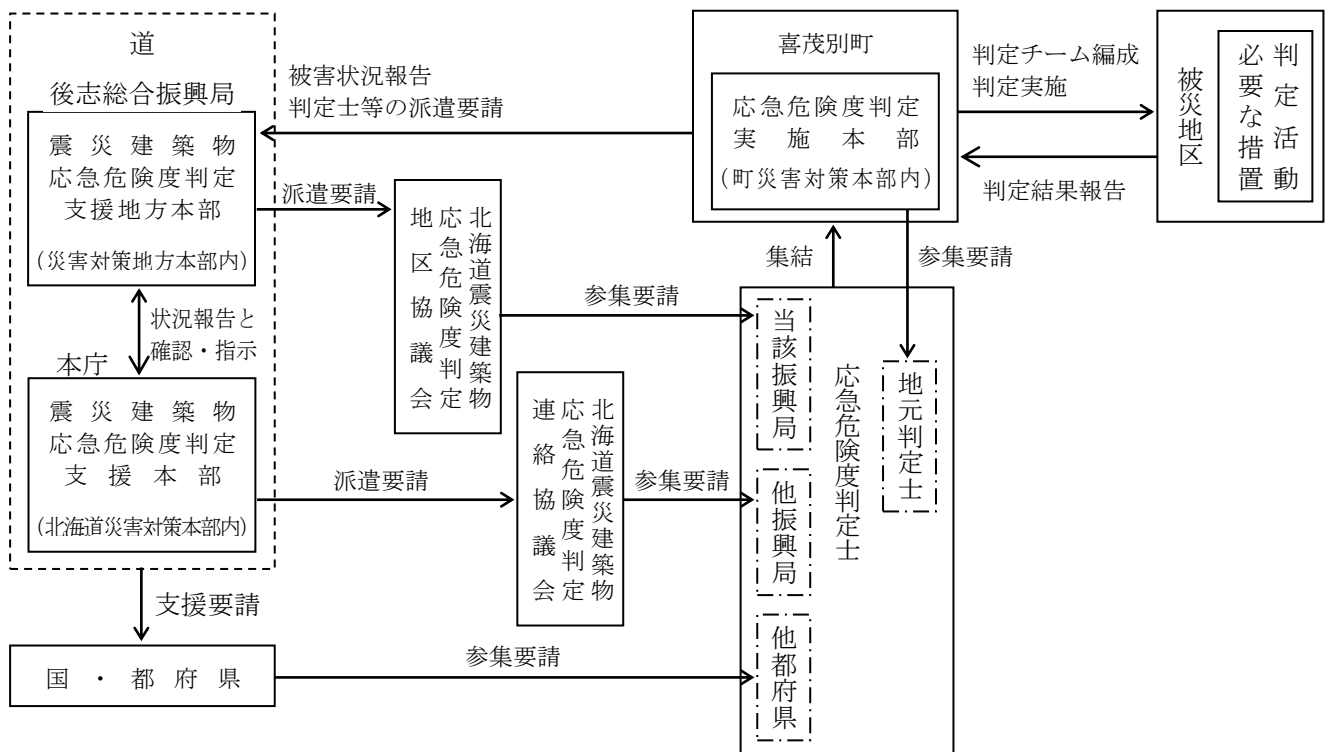 道
後志総合振興局
震災建築物
応急危険度判定
支援地方本部
(災害対策地方本部内)
状況報告と
確認・指示
本庁
震災建築物
応急危険度判定
支援本部
(北海道災害対策本部内)
支援要請
国・都府県
被害状況報告
判定士等の派遣要請
派遣要請
北海道震災建築物
応急危険度判定
地区協議会
派遣要請
北海道震災建築物
応急危険度判定
連絡協議会
参集要請
参集要請
参集要請
喜茂別町
応急危険度判定
実施本部
(町災害対策本部内)
集結
参集要請
応急危険度判定士
当該振興局
他振興局
他都府県
地元判定士
判定チーム編成
判定実施
判定結果報告
被災地区
判定活動
必要な措置